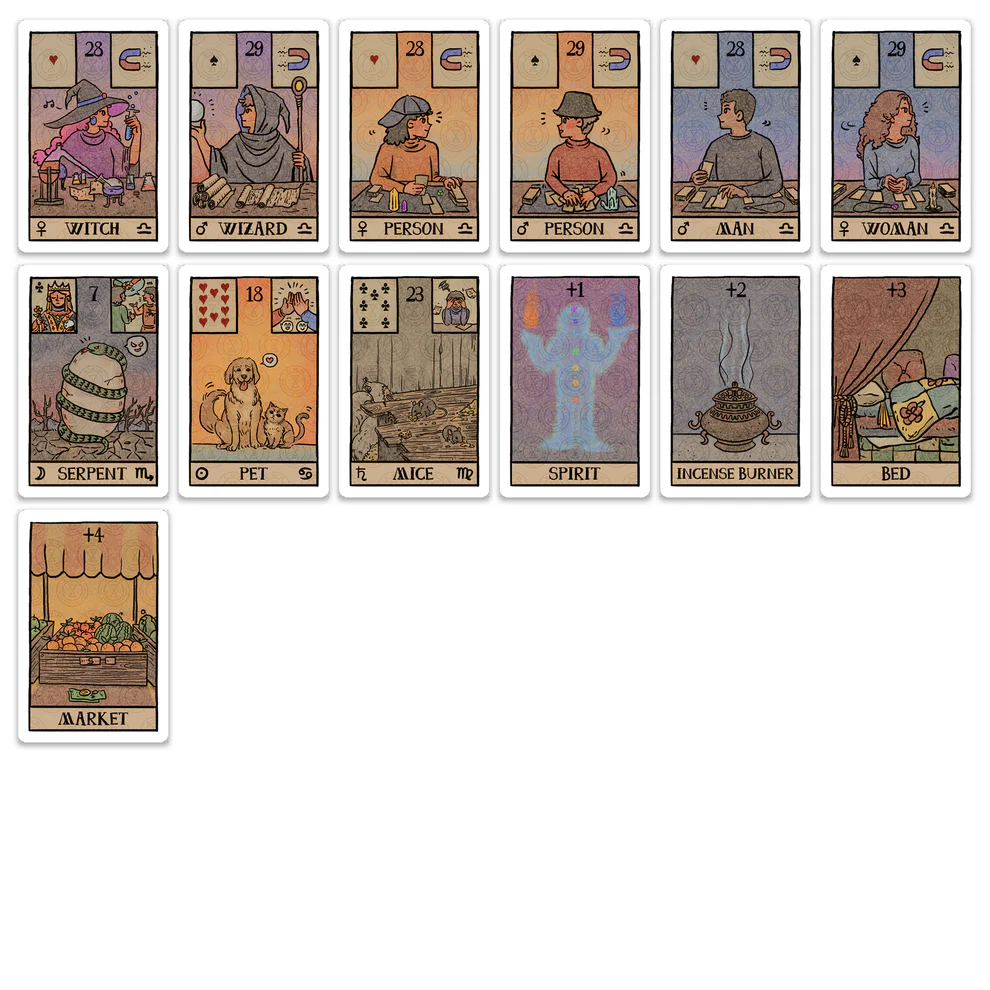 28
WITCH
29
WIZARD
28
PERSON
29
PERSON
28
MAN
29
WOMAN
7
SERPENT
18
PET
23
MICE
+1
SPIRIT
+2
INCENSE BURNER
+3
BED
+4
MARKET